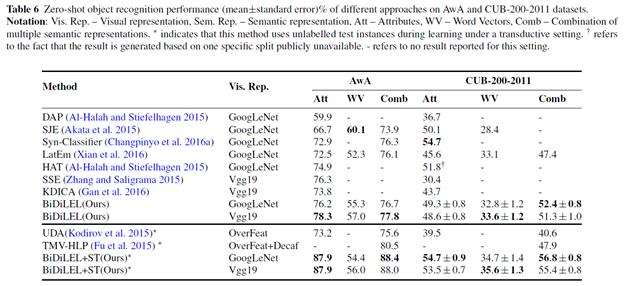 Table 6 Zero-shot object recognition performance (mean±standard error)% of different approaches on AwA and CUB-200-2011 datasets.
Notation: Vis. Rep. – Visual representation, Sem. Rep. – Semantic representation, Att – Attributes, WV – Word Vectors, Comb – Combination of
multiple semantic representations. * indicates that this method uses unlabelled test instances during learning under a transductive setting. † refers
to the fact that the result is generated based on one specific split publicly unavailable. - refers to no result reported for this setting.
Method Vis. Rep. AwA CUB-200-2011
Att WV Comb Att WV Comb
DAP (Al-Halah and Stiefelhagen 2015) GoogLeNet 59.9 - - 36.7 - -
SJE (Akata et al. 2015) GoogLeNet 66.7 60.1 73.9 50.1 28.4 -
Syn-Classifier (Changpinyo et al. 2016a) GoogLeNet 72.9 - 76.3 54.7 - -
LatEm (Xian et al. 2016) GoogLeNet 72.5 52.3 76.1 45.6 33.1 47.4
HAT (Al-Halah and Stiefelhagen 2015) GoogLeNet 74.9 - - 51.8† - -
SSE (Zhang and Saligrama 2015) Vgg19 76.3 - - 30.4 - -
KDICA (Gan et al. 2016) Vgg19 73.8 - - 43.7 - -
BiDiLEL(Ours) GoogLeNet 76.2 55.3 76.7 49.3±0.8 32.8±1.2 52.4±0.8
BiDiLEL(Ours) Vgg19 78.3 57.0 77.8 48.6±0.8 33.6±1.2 51.3±1.0
UDA(Kodirov et al. 2015)* OverFeat 73.2 - 75.6 39.5 - 40.6
TMV-HLP (Fu et al. 2015) * OverFeat+Decaf - - 80.5 - - 47.9
BiDiLEL+ST(Ours)* GoogLeNet 87.9 54.4 88.4 54.7±0.9 34.7±1.4 56.8±0.8
BiDiLEL+ST(Ours)* Vgg19 87.9 56.0 88.0 53.5±0.7 35.6±1.3 55.4±0.8